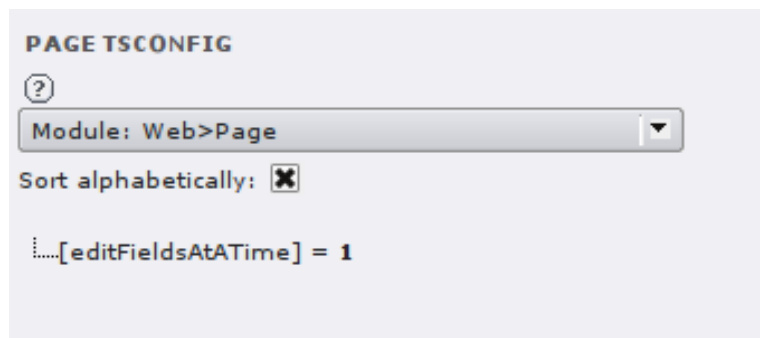 PAGE TSCONFIG
?
Module: Web>Page
Sort alphabetically:
[editFieldsAtATime] = 1